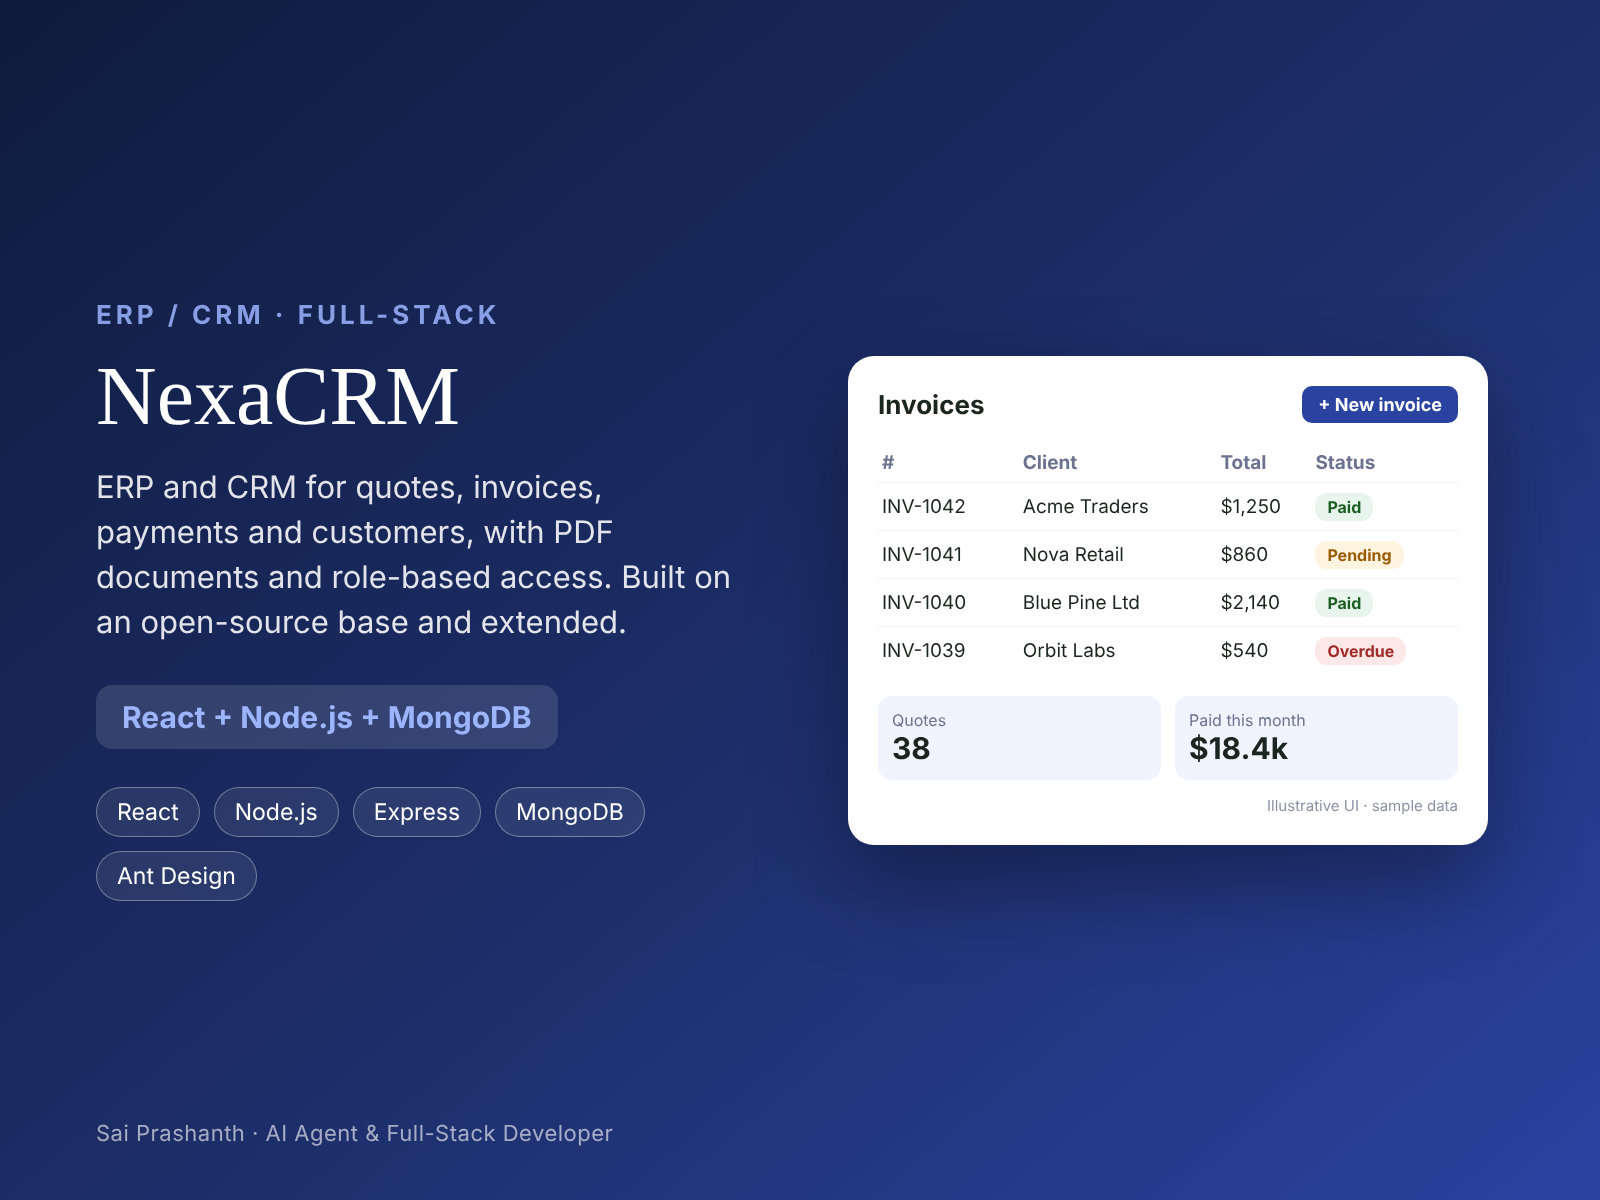 ERP / CRM · FULL-STACK
NexaCRM
ERP and CRM for quotes, invoices,
payments and customers, with PDF
documents and role-based access. Built on
an open-source base and extended.
React + Node.js + MongoDB
React Node.js Express MongoDB
Ant Design
Invoices + New invoice
# Client Total Status
INV-1042 Acme Traders $1,250 Paid
INV-1041 Nova Retail $860 Pending
INV-1040 Blue Pine Ltd $2,140 Paid
INV-1039 Orbit Labs $540 Overdue
Quotes Paid this month
38 $18.4k
Illustrative UI · sample data
Sai Prashanth · AI Agent & Full-Stack Developer